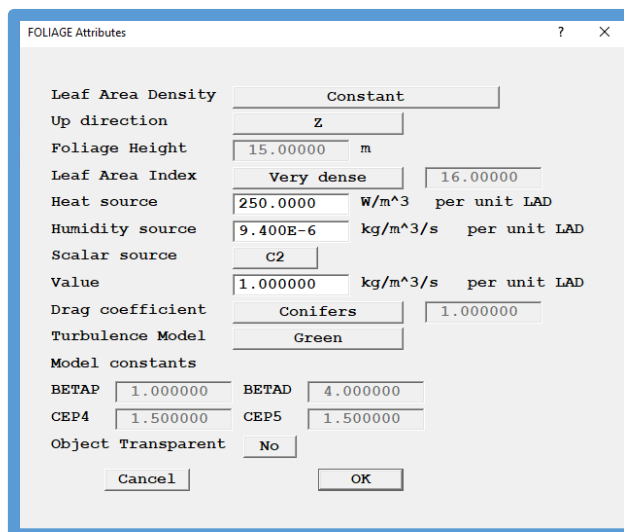 FOLIAGE Attributes ? ✕
Leaf Area Density Constant
Up direction Z
Foliage Height 15.00000 m
Leaf Area Index Very dense 16.00000
Heat source 250.0000 W/m^3 per unit LAD
Humidity source 9.400E-6 kg/m^3/s per unit LAD
Scalar source C2
Value 1.000000 kg/m^3/s per unit LAD
Drag coefficient Conifers 1.000000
Turbulence Model Green
Model constants
BETAP 1.000000 BETAD 4.000000
CEP4 1.500000 CEP5 1.500000
Object Transparent No
Cancel OK